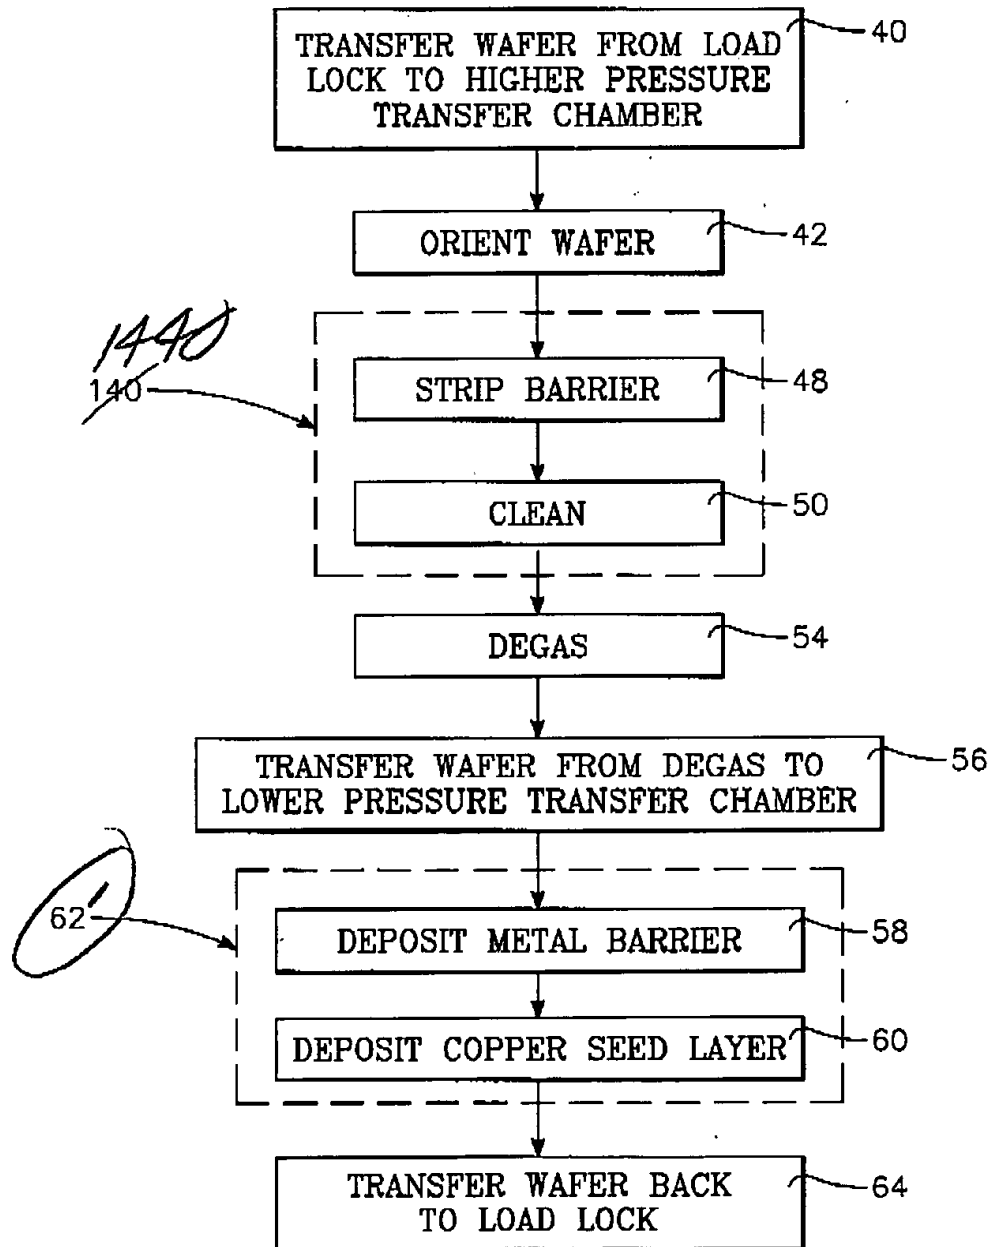 TRANSFER WAFER FROM LOAD
LOCK TO HIGHER PRESSURE
TRANSFER CHAMBER
40
ORIENT WAFER
42
1440
140
STRIP BARRIER
48
CLEAN
50
DEGAS
54
TRANSFER WAFER FROM DEGAS TO
LOWER PRESSURE TRANSFER CHAMBER
56
62'
DEPOSIT METAL BARRIER
58
DEPOSIT COPPER SEED LAYER
60
TRANSFER WAFER BACK
TO LOAD LOCK
64